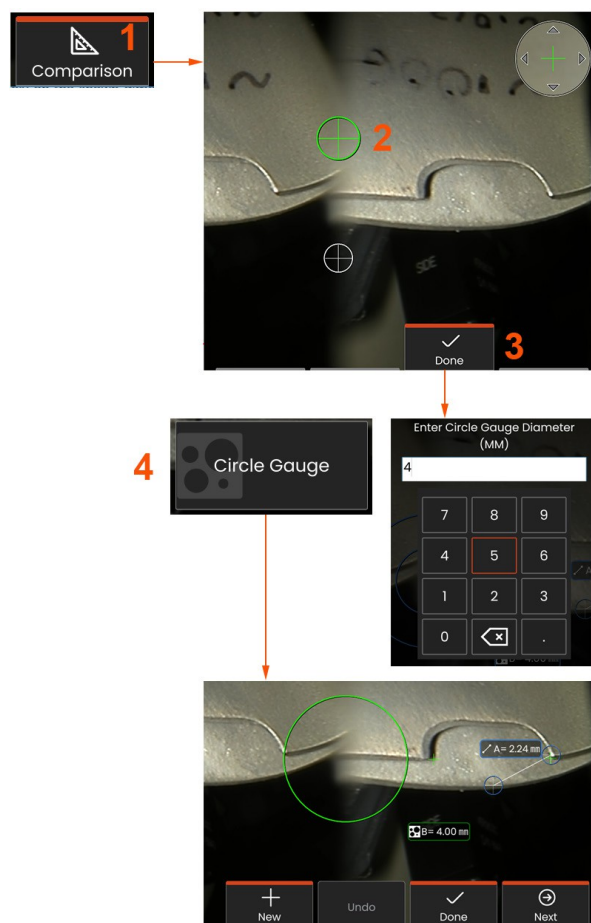 1
Comparison
2
SIDE
Done
3
4
Circle Gauge
Enter Circle Gauge Diameter
(MM)
4
7 8 9
4 5 6
1 2 3
0 .
A= 2.24 mm
B= 4.00 mm
New
Undo
Done
Next